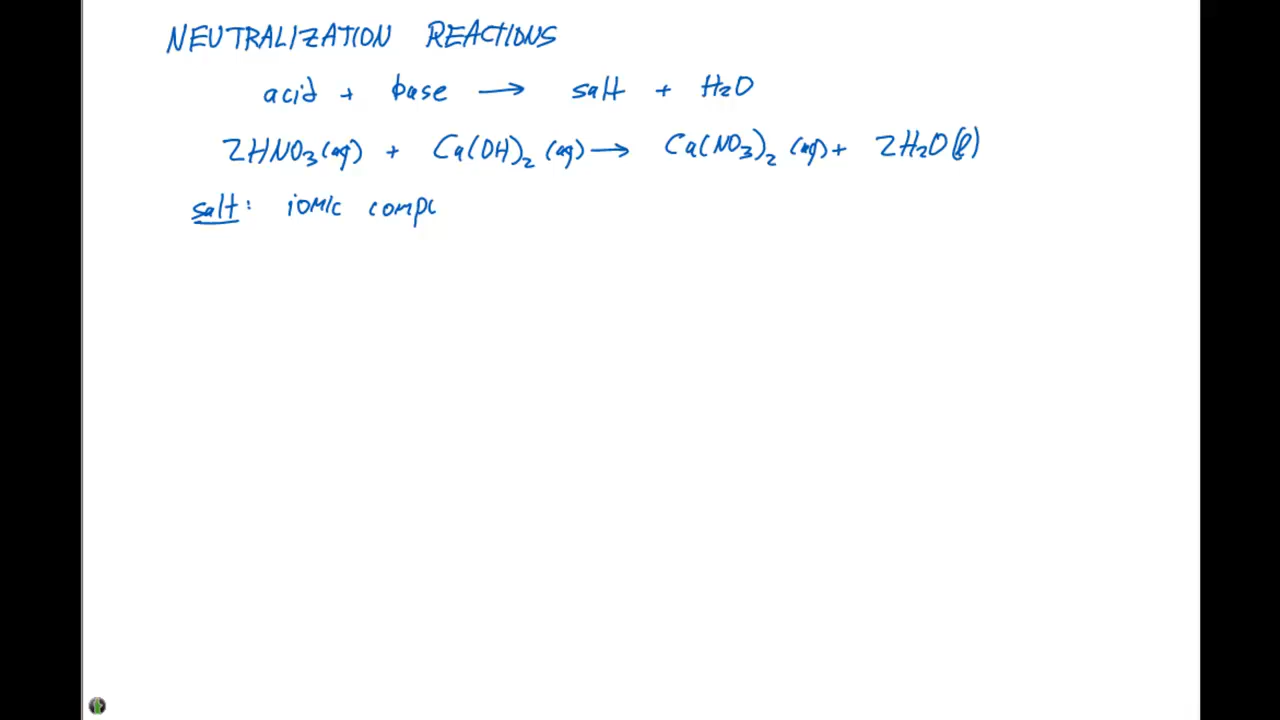 NEUTRALIZATION REACTIONS
acid + base → salt + H₂O
2HNO₃(aq) + Ca(OH)₂ (aq) → Ca(NO₃)₂ (aq) + 2H₂O(l)
salt: ionic compo